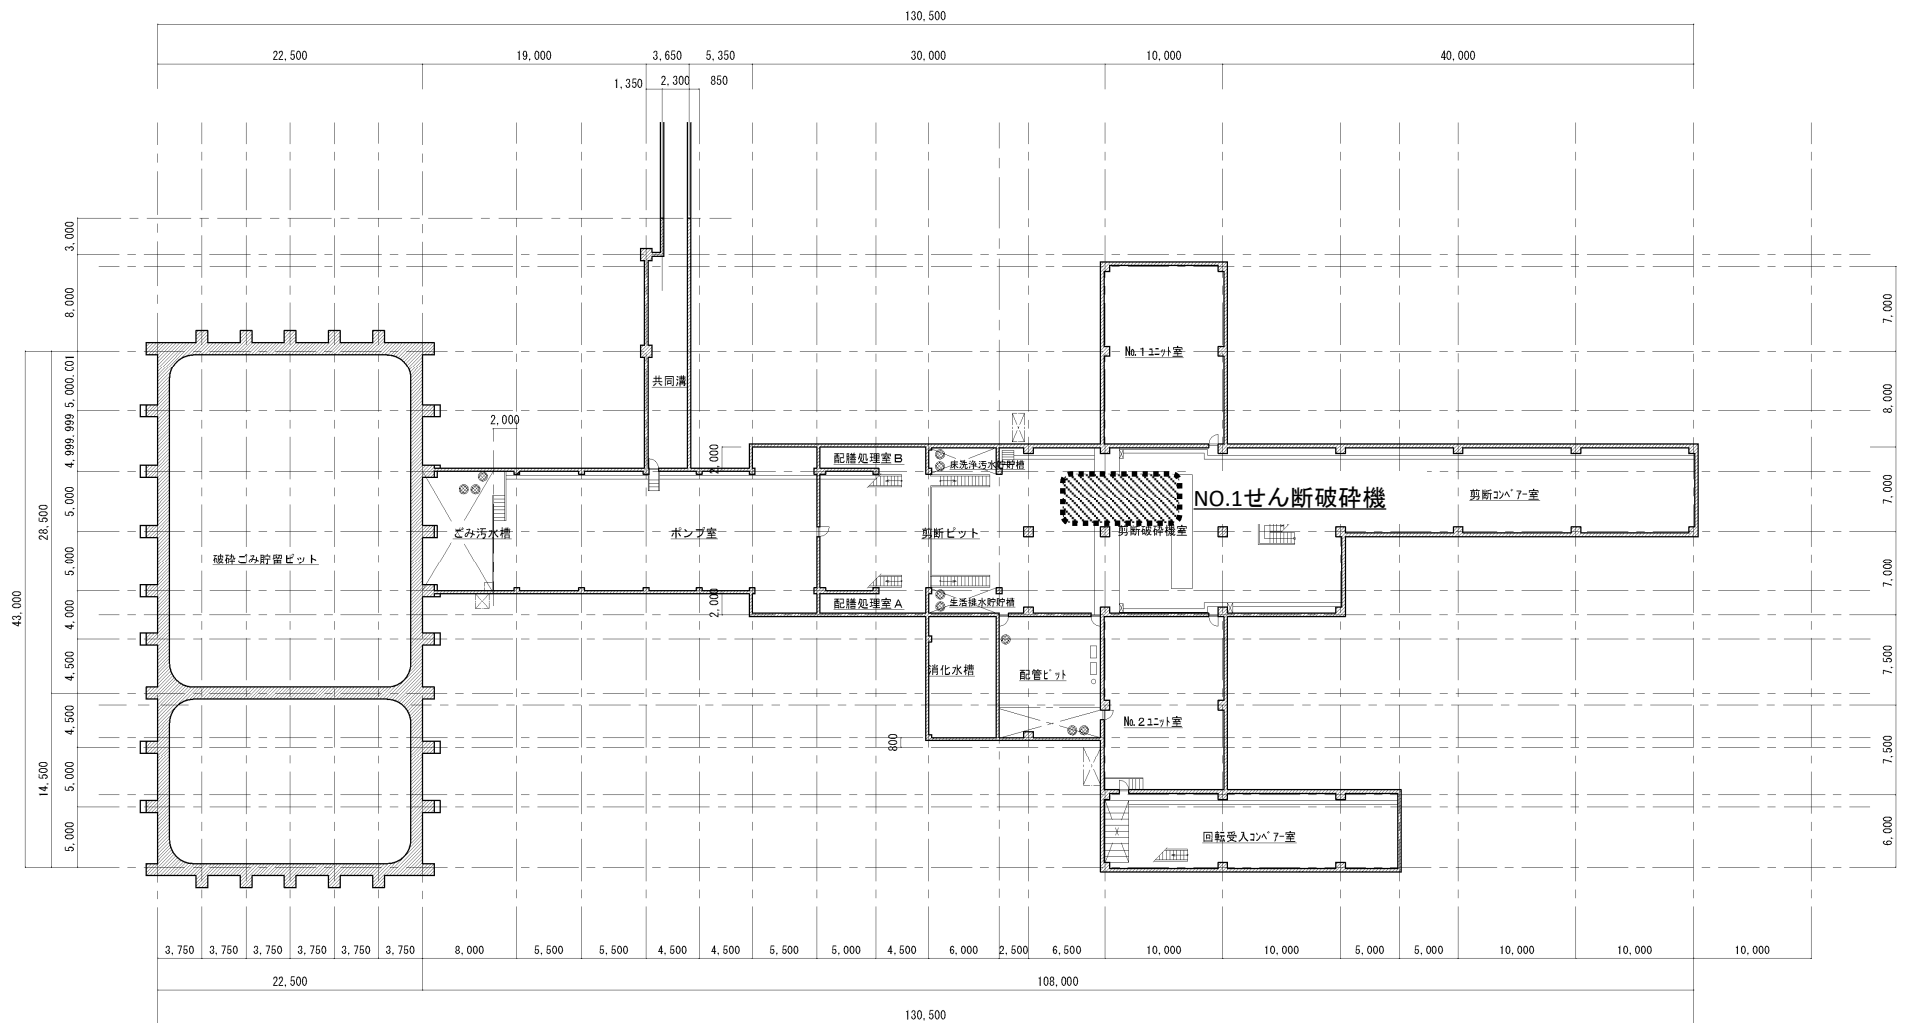 130,500
22,500 19,000 3,650 5,350 30,000 10,000 40,000
1,350 2,300 850
3,000
8,000
5,000.001
4,999.999
5,000
5,000
4,000
4,500
4,500
5,000
5,000
28,500
14,500
43,000
7,000
8,000
7,000
7,000
7,500
7,500
6,000
No.1ユニット室
共同溝
2,000
2,000
配膳処理室B
床洗浄汚水貯貯槽
NO.1せん断破砕機
剪断コンベアー室
ごみ汚水槽
ポンプ室
剪断ピット
剪断破砕機室
破砕ごみ貯留ピット
2,000
配膳処理室A
生活排水貯貯槽
消化水槽
配管ピット
No.2ユニット室
800
回転受入コンベアー室
3,750 3,750 3,750 3,750 3,750 3,750 8,000 5,500 5,500 4,500 4,500 5,500 5,000 4,500 6,000 2,500 6,500 10,000 10,000 5,000 5,000 10,000 10,000 10,000
22,500 108,000
130,500